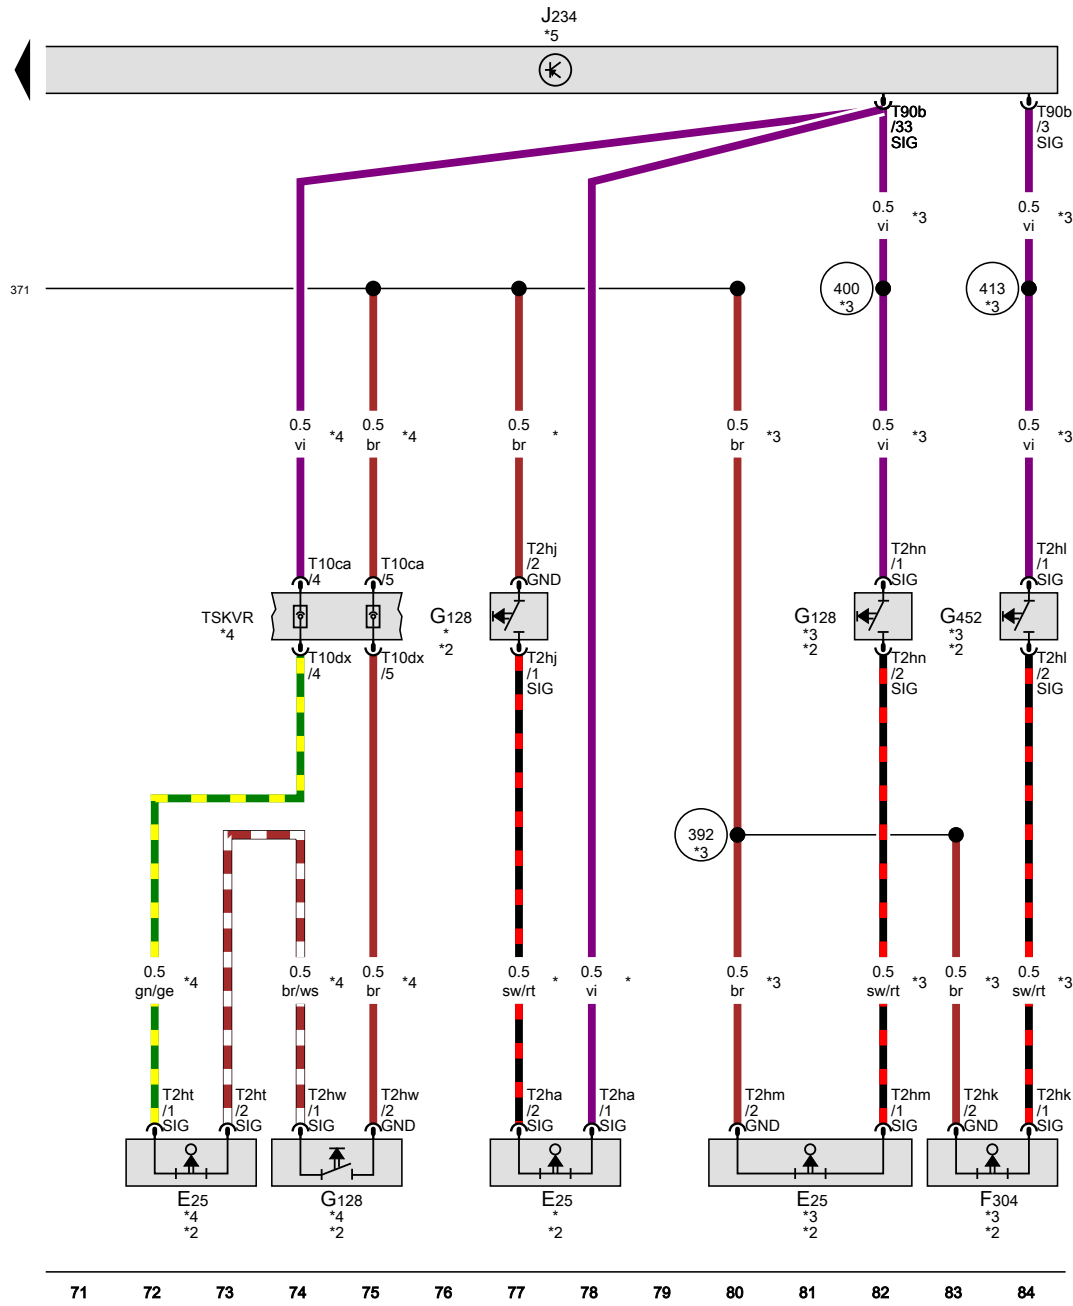 J234
*5
T90b
/33
SIG
T90b
/3
SIG
0.5
vi
*3
0.5
vi
*3
371
400
*3
413
*3
0.5
vi
*4
0.5
br
*4
0.5
br
*
0.5
br
*3
0.5
vi
*3
0.5
vi
*3
T10ca
/4
T10ca
/5
T2hj
/2
GND
T2hn
/1
SIG
T2hl
/1
SIG
TSKVR
*4
G128
*
*2
G128
*3
*2
G452
*3
*2
T10dx
/4
T10dx
/5
T2hj
/1
SIG
T2hn
/2
SIG
T2hl
/2
SIG
392
*3
0.5
gn/ge
*4
0.5
br/ws
*4
0.5
br
*4
0.5
sw/rt
*
0.5
vi
*
0.5
br
*3
0.5
sw/rt
*3
0.5
br
*3
0.5
sw/rt
*3
T2ht
/1
SIG
T2ht
/2
SIG
T2hw
/1
SIG
T2hw
/2
GND
T2ha
/2
SIG
T2ha
/1
SIG
T2hm
/2
GND
T2hm
/1
SIG
T2hk
/2
GND
T2hk
/1
SIG
E25
*4
*2
G128
*4
*2
E25
*
*2
E25
*3
*2
F304
*3
*2
71 72 73 74 75 76 77 78 79 80 81 82 83 84